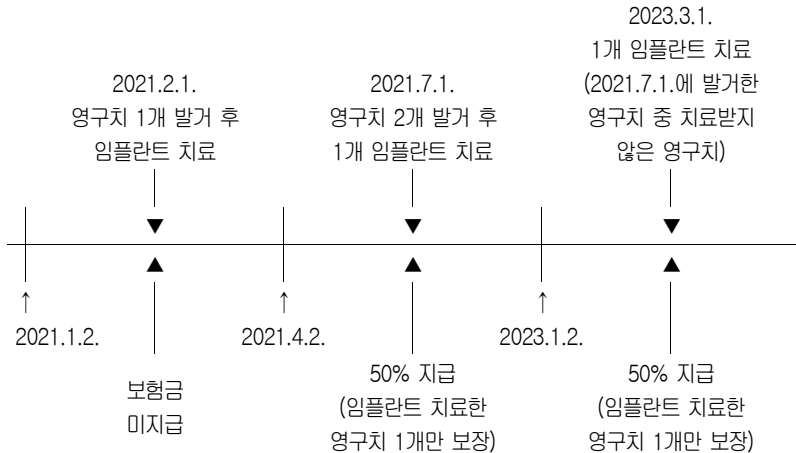 2023.3.1.
1개 임플란트 치료
(2021.7.1.에 발거한
영구치 중 치료받지
않은 영구치)
2021.2.1.
영구치 1개 발거 후
임플란트 치료
2021.7.1.
영구치 2개 발거 후
1개 임플란트 치료
2021.1.2.
2021.4.2.
2023.1.2.
보험금
미지급
50% 지급
(임플란트 치료한
영구치 1개만 보장)
50% 지급
(임플란트 치료한
영구치 1개만 보장)